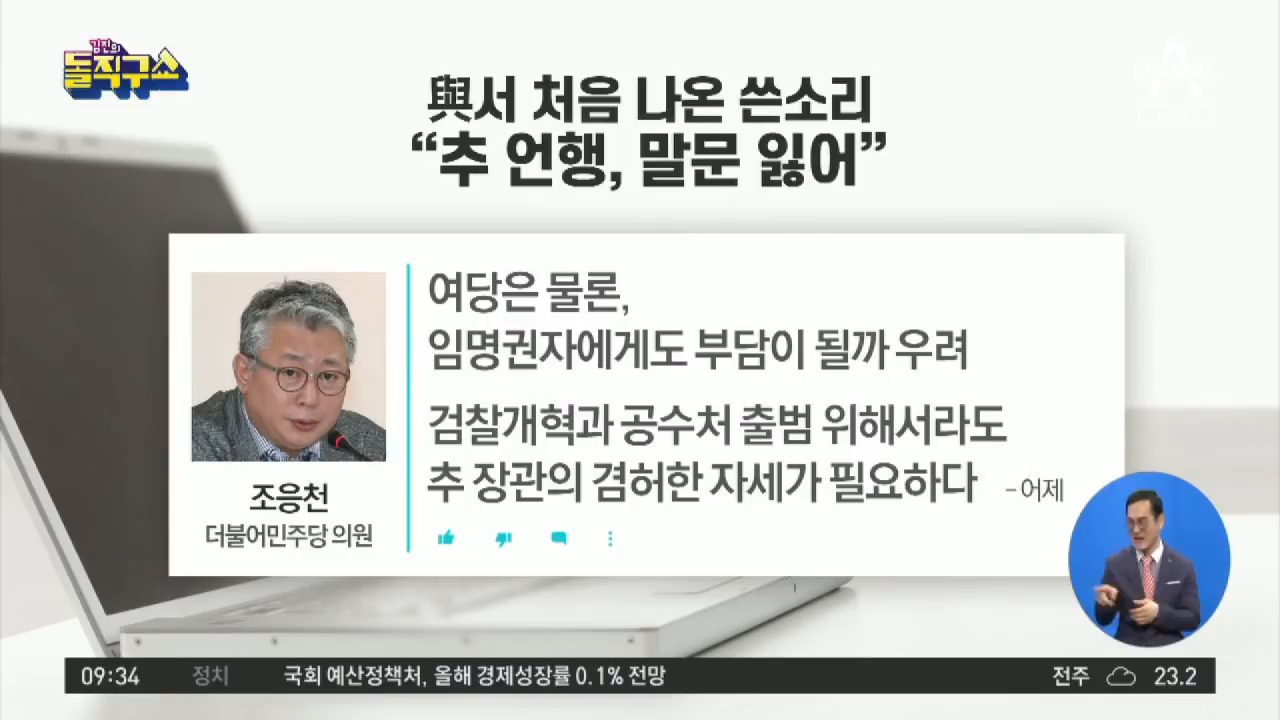 김진의
돌직구쇼
與서 처음 나온 쓴소리
“추 언행, 말문 잃어”
여당은 물론,
임명권자에게도 부담이 될까 우려
검찰개혁과 공수처 출범 위해서라도
추 장관의 겸허한 자세가 필요하다 -어제
조응천
더불어민주당 의원
09:34 정치 국회 예산정책처, 올해 경제성장률 0.1% 전망 전주 23.2